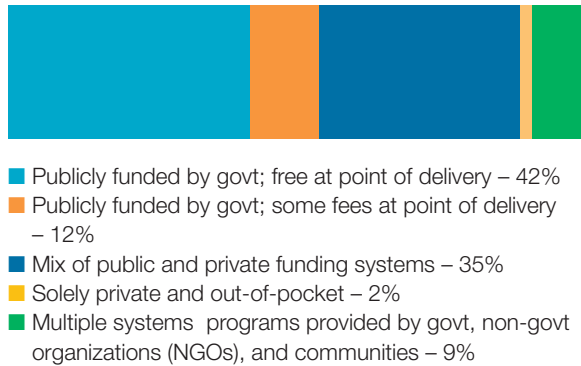 Publicly funded by govt; free at point of delivery – 42%
Publicly funded by govt; some fees at point of delivery
– 12%
Mix of public and private funding systems – 35%
Solely private and out-of-pocket – 2%
Multiple systems  programs provided by govt, non-govt
organizations (NGOs), and communities – 9%